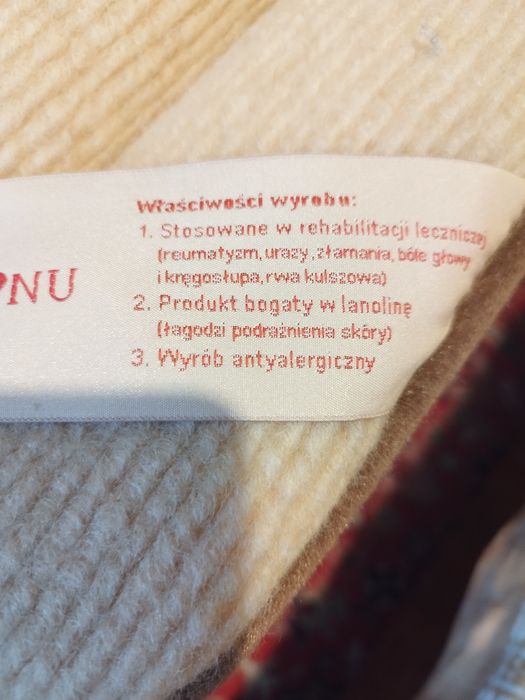 Właściwości wyrobu:
1. Stosowane w rehabilitacji leczniczej
(reumatyzm, urazy, złamania, bóle głowy
i kręgosłupa, rwa kulszowa)
NU
2. Produkt bogaty w lanolinę
(łagodzi podrażnienia skóry)
3. Wyrób antyalergiczny